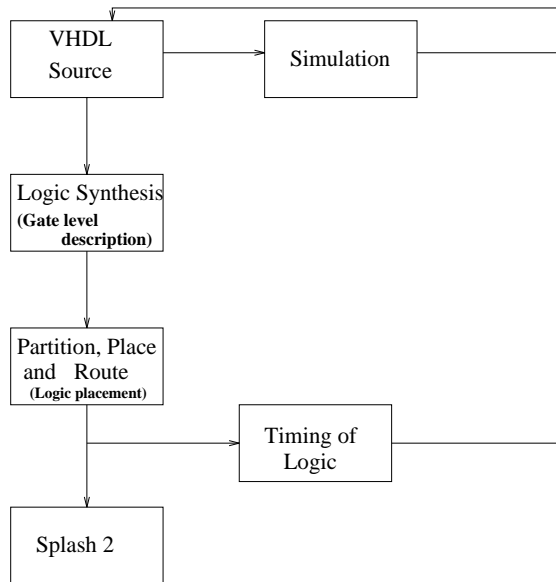 VHDL
Source
Simulation
Logic Synthesis
(Gate level
description)
Partition, Place
and Route
(Logic placement)
Timing of
Logic
Splash 2